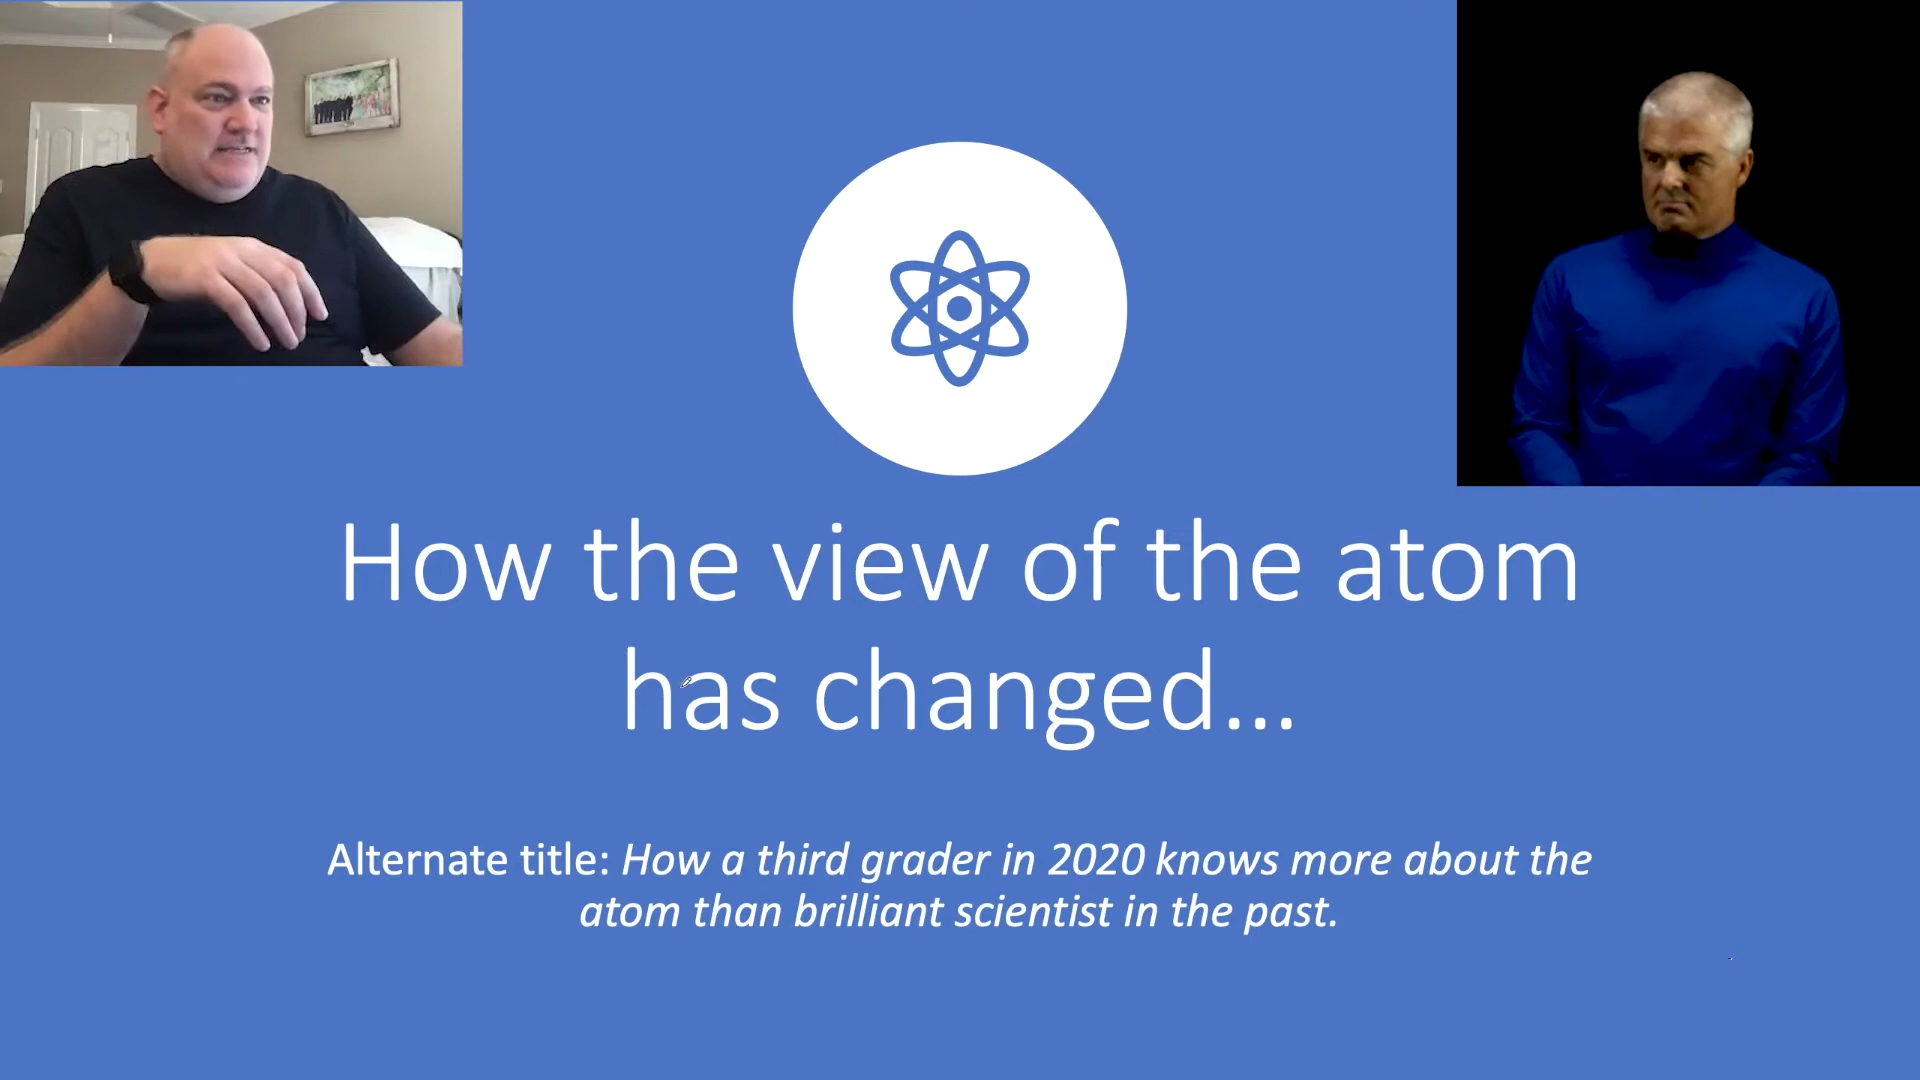 How the view of the atom
has changed...
Alternate title: How a third grader in 2020 knows more about the
atom than brilliant scientist in the past.